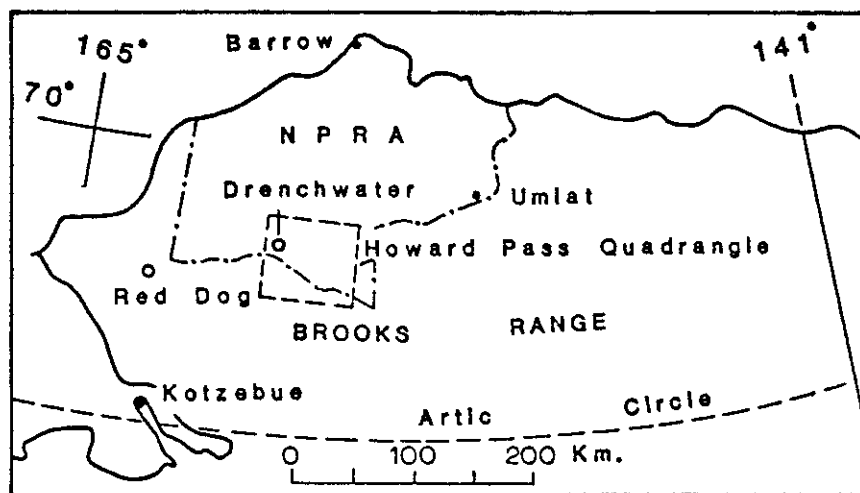 Barrow
165°
141°
70°
N P R A
Drenchwater
Umiat
Howard Pass Quadrangle
Red Dog
BROOKS RANGE
Kotzebue
Artic Circle
0 100 200 Km.